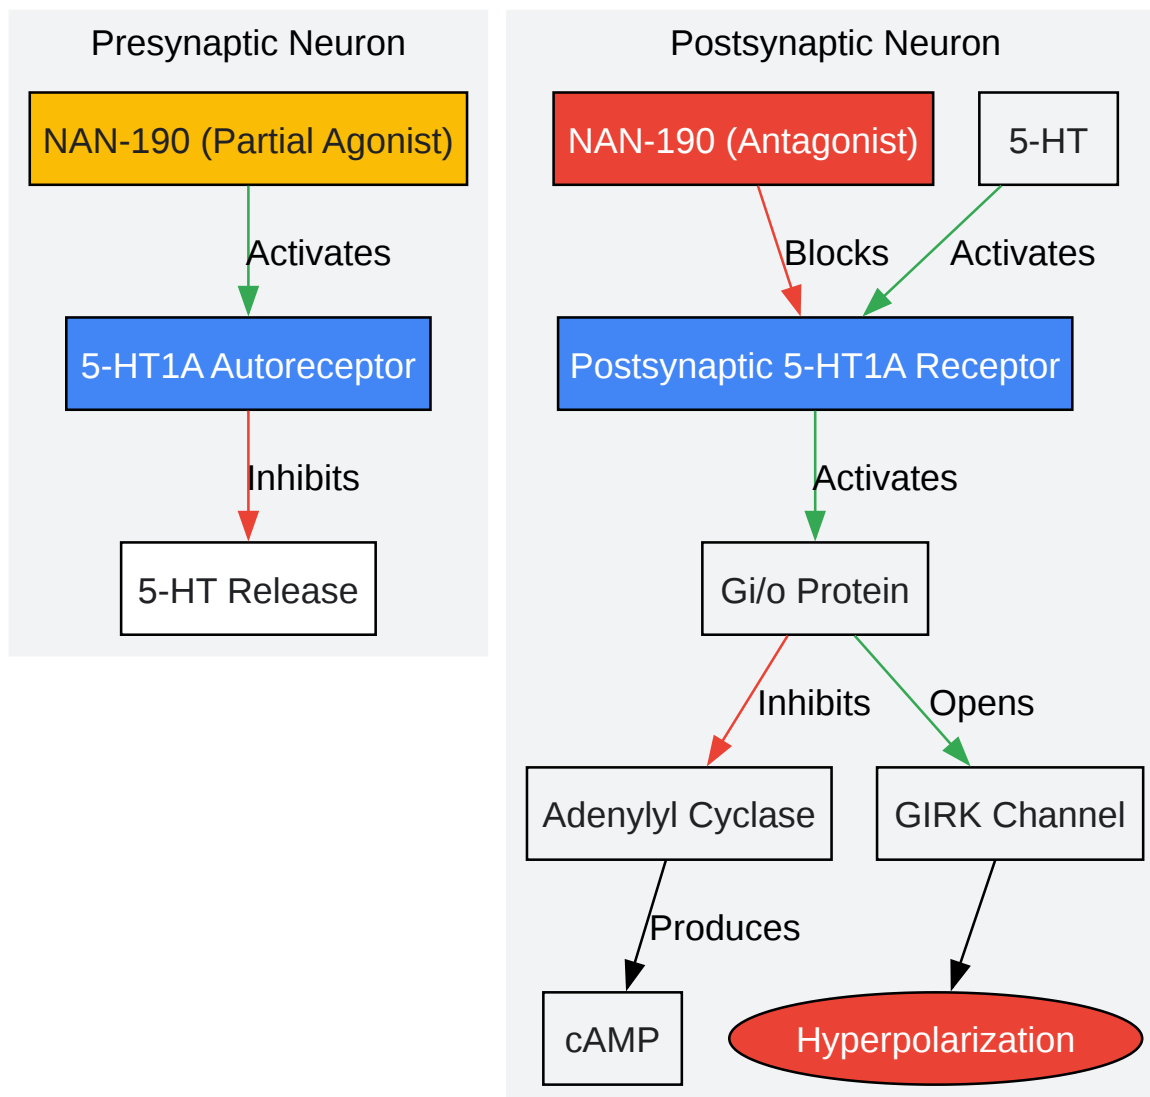 Presynaptic Neuron
NAN-190 (Partial Agonist)
Activates
5-HT1A Autoreceptor
Inhibits
5-HT Release
Postsynaptic Neuron
NAN-190 (Antagonist)
5-HT
Blocks
Activates
Postsynaptic 5-HT1A Receptor
Activates
Gi/o Protein
Inhibits
Opens
Adenylyl Cyclase
GIRK Channel
Produces
cAMP
Hyperpolarization